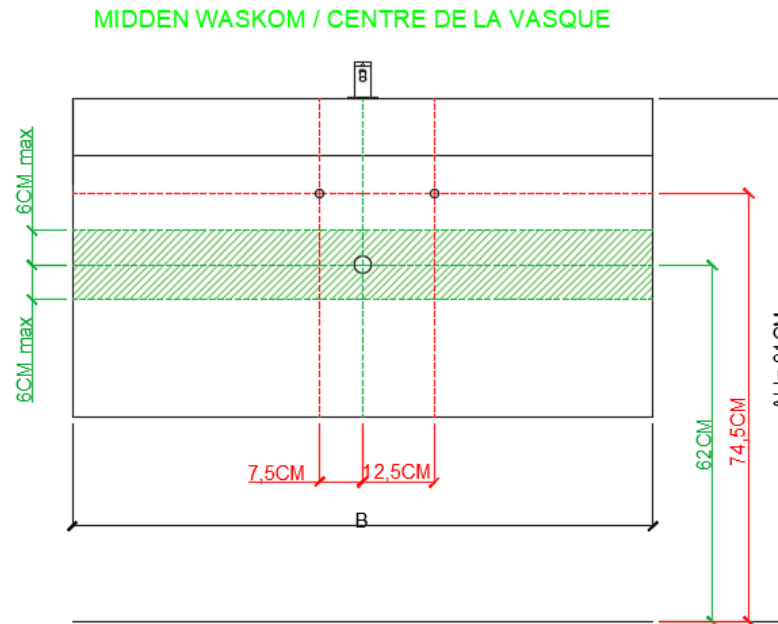 MIDDEN WASKOM / CENTRE DE LA VASQUE
6CM max
6CM max
7,5CM
12,5CM
B
62CM
74,5CM